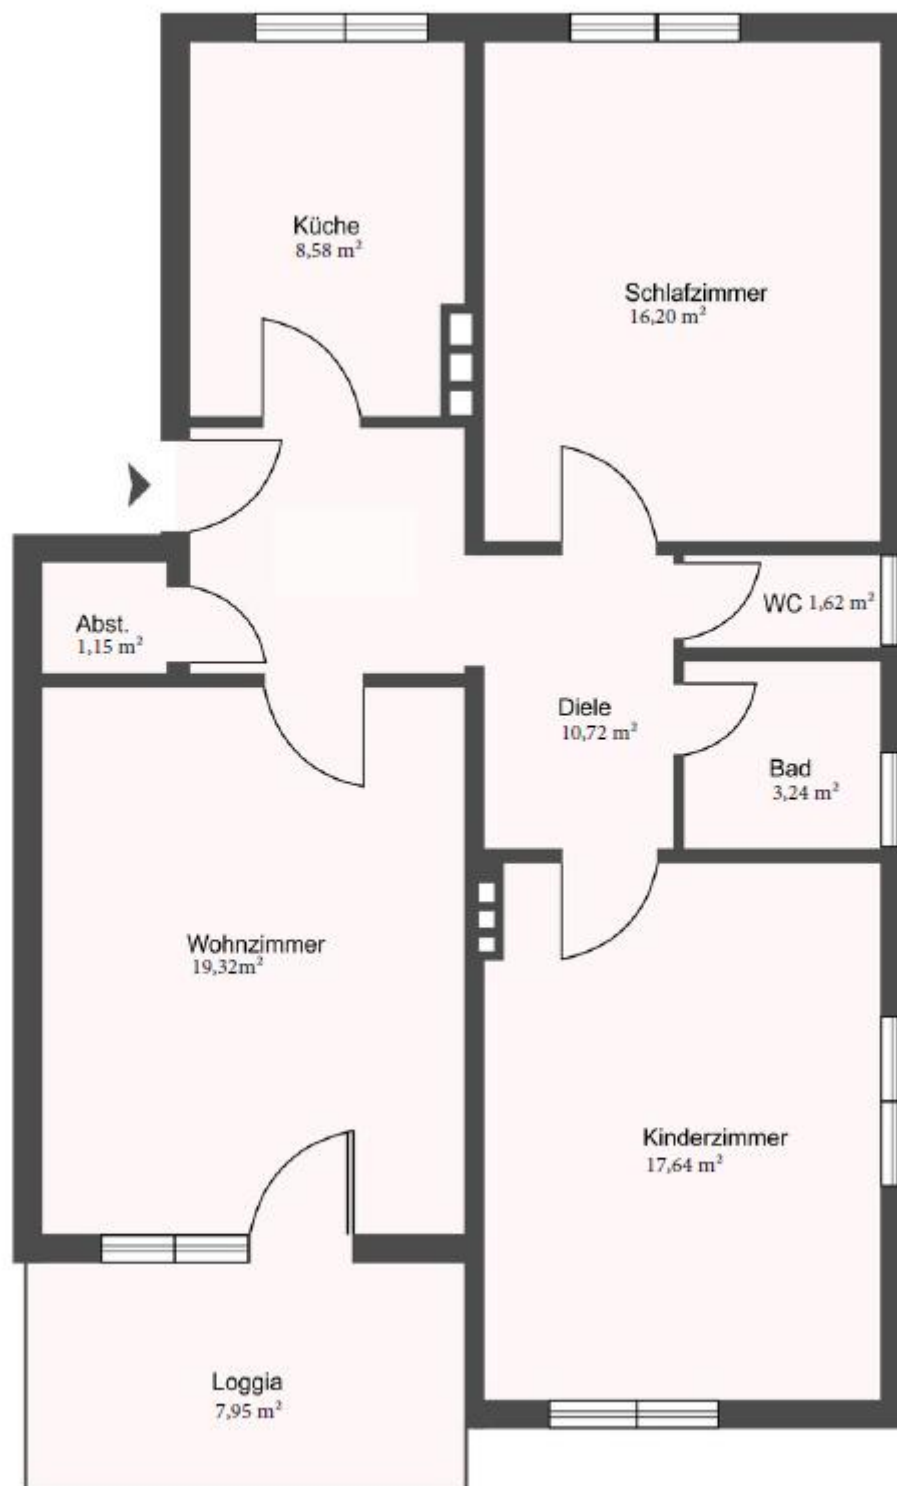 Küche
8,58 m²
Schlafzimmer
16,20 m²
WC 1,62 m²
Abst.
1,15 m²
Diele
10,72 m²
Bad
3,24 m²
Wohnzimmer
19,32m²
Kinderzimmer
17,64 m²
Loggia
7,95 m²